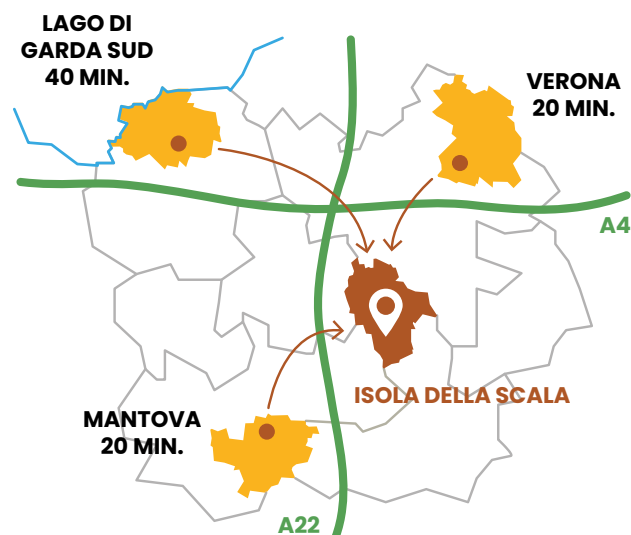 LAGO DI
GARDA SUD
40 MIN.
VERONA
20 MIN.
A4
ISOLA DELLA SCALA
MANTOVA
20 MIN.
A22